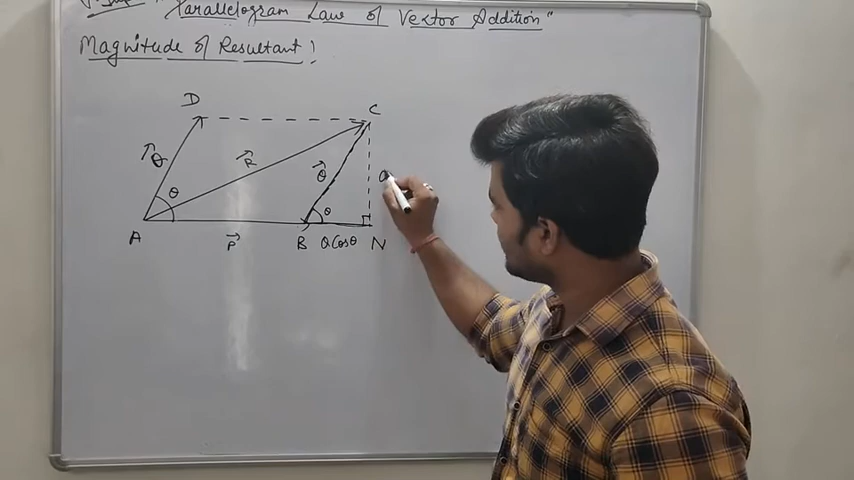 Parallelogram Law of Vector Addition"
Magnitude of Resultant :
D
C
Q
R
Q
Q
θ
θ
A
P
B
Q Cosθ
N